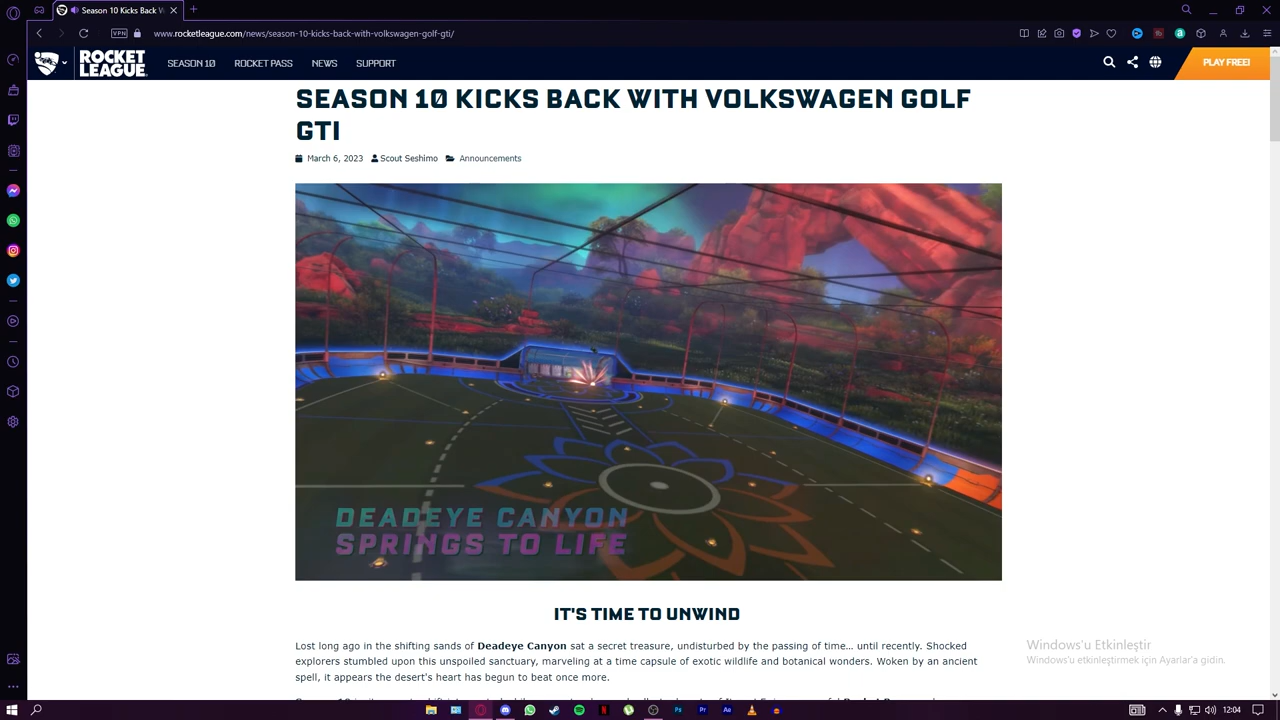 Season 10 Kicks Back W
VPN
www.rocketleague.com/news/season-10-kicks-back-with-volkswagen-golf-gti/
ROCKET
LEAGUE
SEASON 10
ROCKET PASS
NEWS
SUPPORT
PLAY FREE!
SEASON 10 KICKS BACK WITH VOLKSWAGEN GOLF
GTI
March 6, 2023 Scout Seshimo Announcements
DEADEYE CANYON
SPRINGS TO LIFE
IT'S TIME TO UNWIND
Lost long ago in the shifting sands of Deadeye Canyon sat a secret treasure, undisturbed by the passing of time... until recently. Shocked
explorers stumbled upon this unspoiled sanctuary, marveling at a time capsule of exotic wildlife and botanical wonders. Woken by an ancient
spell, it appears the desert's heart has begun to beat once more.
Windows'u Etkinleştir
Windows'u etkinleştirmek için Ayarlar'a gidin.
Ps
Pr
Ae
12:04